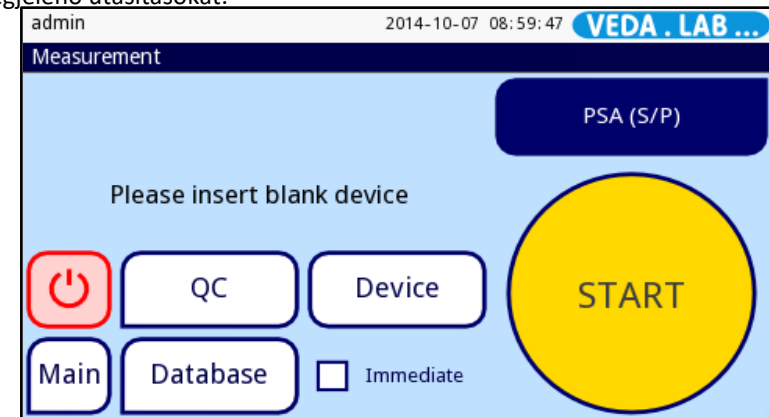 utasításokat.
admin 2014-10-07 08:59:47 VEDA . LAB ...
Measurement
PSA (S/P)
Please insert blank device
QC Device START
Main Database Immediate